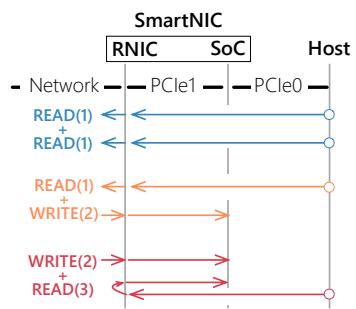 SmartNIC
RNIC SoC Host
Network PCIe1 PCIe0
READ(1)
+
READ(1)
READ(1)
+
WRITE(2)
WRITE(2)
+
READ(3)